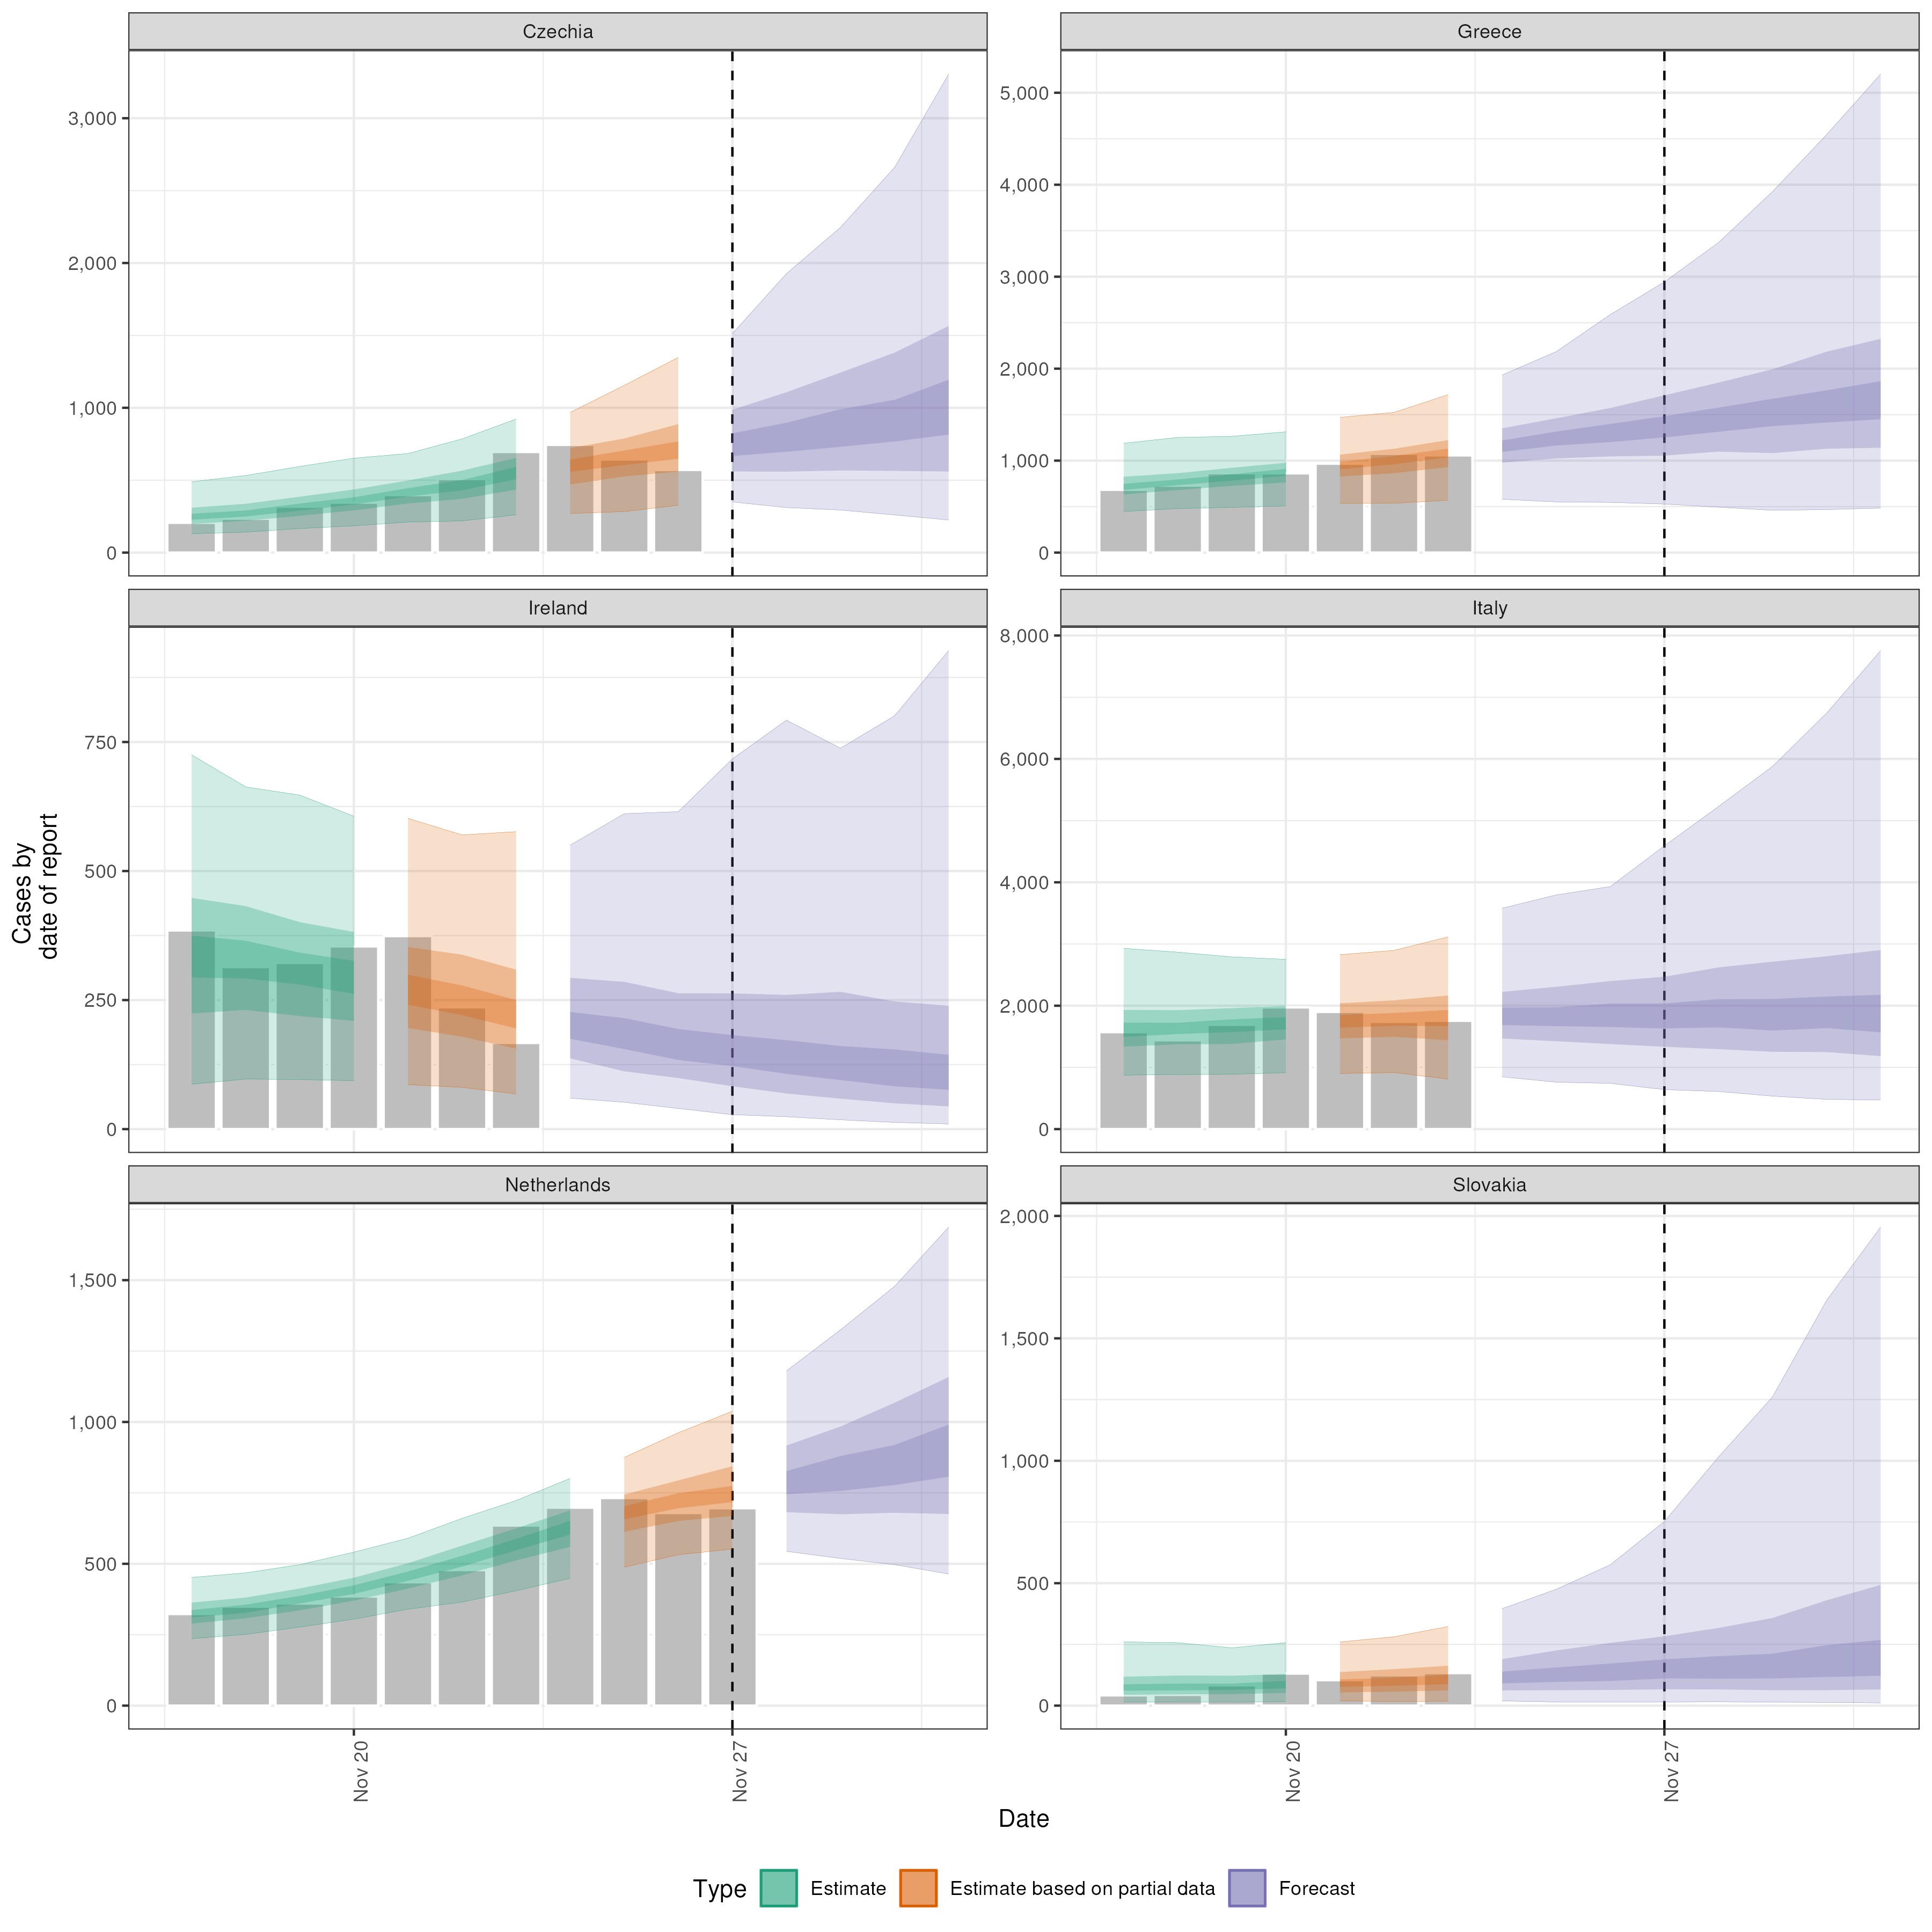 Czechia
Greece
3,000
2,000
1,000
0
5,000
4,000
3,000
2,000
1,000
0
Ireland
Italy
750
500
250
0
8,000
6,000
4,000
2,000
0
Cases by
date of report
Netherlands
Slovakia
1,500
1,000
500
0
2,000
1,500
1,000
500
0
Nov 20
Nov 27
Nov 20
Nov 27
Date
Type Estimate Estimate based on partial data Forecast